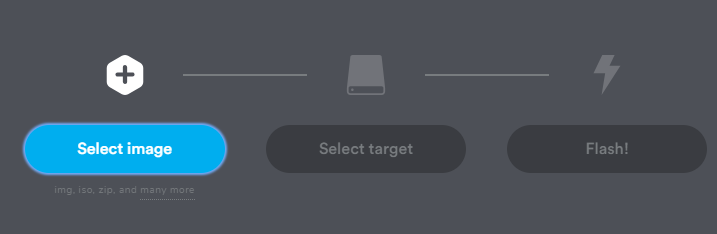 Select image
Select target
Flash!
img, iso, zip, and many more